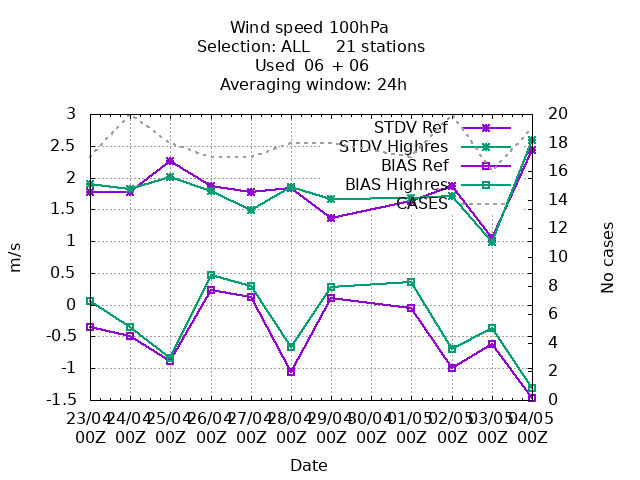 Wind speed 100hPa
Selection: ALL 21 stations
Used 06 + 06
Averaging window: 24h
3
2.5
2
1.5
1
0.5
0
-0.5
-1
-1.5
m/s
20
18
16
14
12
10
8
6
4
2
0
No cases
STDV Ref
STDV Highres
BIAS Ref
BIAS Highres
CASES
23/04 24/04 25/04 26/04 27/04 28/04 29/04 30/04 01/05 02/05 03/05 04/05
00Z 00Z 00Z 00Z 00Z 00Z 00Z 00Z 00Z 00Z 00Z 00Z
Date